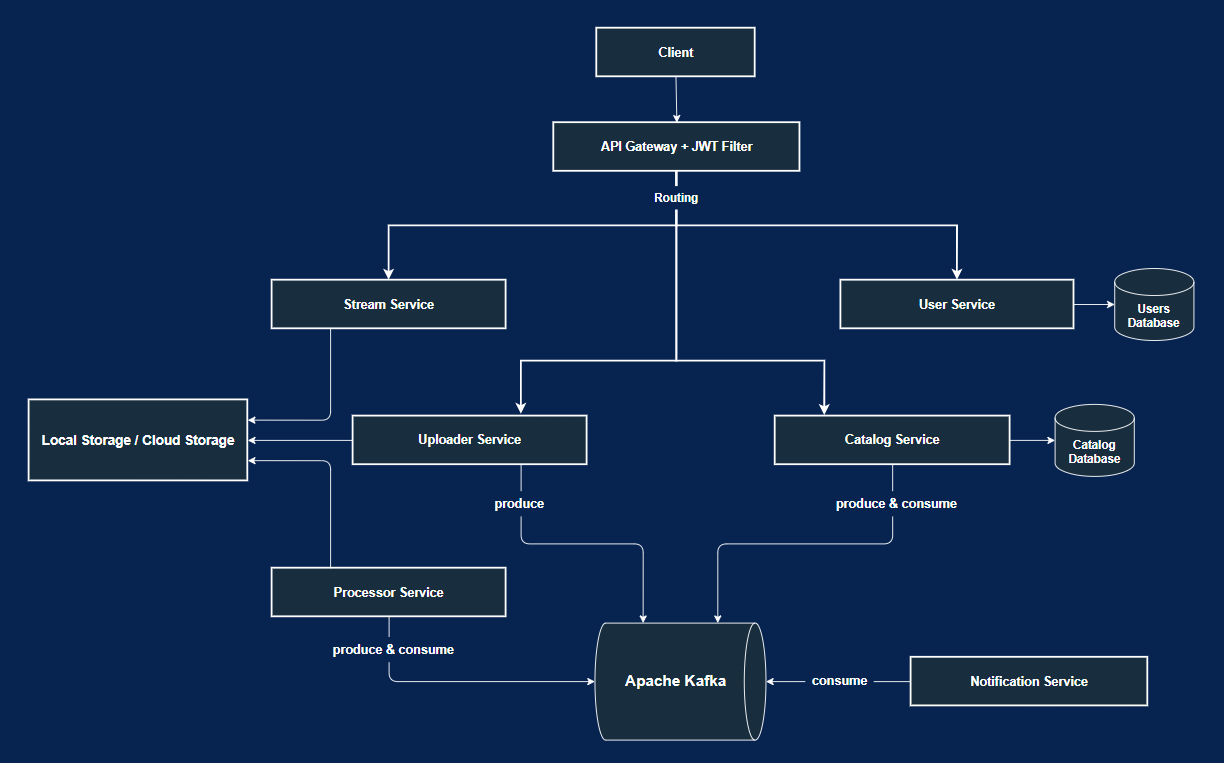 Client
API Gateway + JWT Filter
Routing
Stream Service
User Service
Users
Database
Local Storage / Cloud Storage
Uploader Service
Catalog Service
Catalog
Database
produce
produce & consume
Processor Service
produce & consume
Apache Kafka
consume
Notification Service